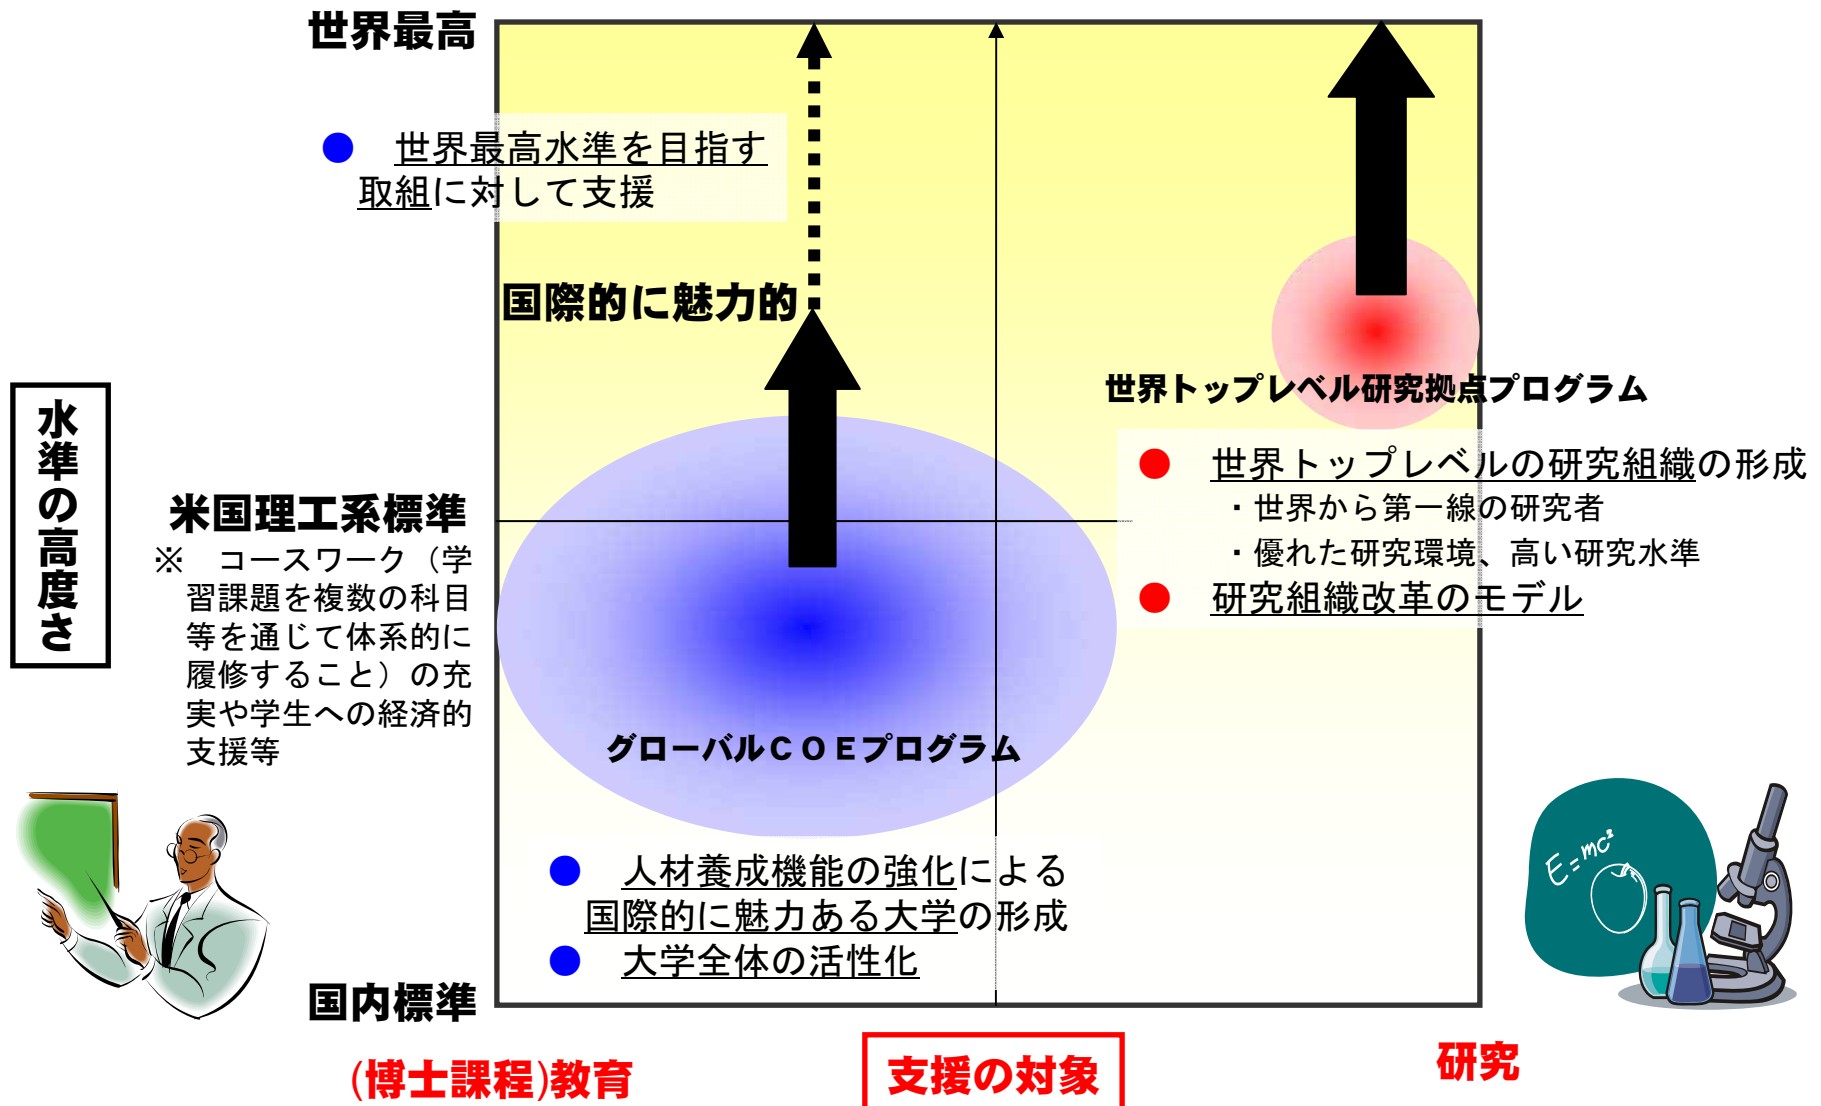 世界最高
● 世界最高水準を目指す
取組に対して支援
国際的に魅力的
水準の高度さ
世界トップレベル研究拠点プログラム
● 世界トップレベルの研究組織の形成
・世界から第一線の研究者
・優れた研究環境、高い研究水準
● 研究組織改革のモデル
米国理工系標準
※ コースワーク（学
習課題を複数の科目
等を通じて体系的に
履修すること）の充
実や学生への経済的
支援等
グローバルＣＯＥプログラム
● 人材養成機能の強化による
国際的に魅力ある大学の形成
● 大学全体の活性化
E=mc²
国内標準
(博士課程)教育
支援の対象
研究